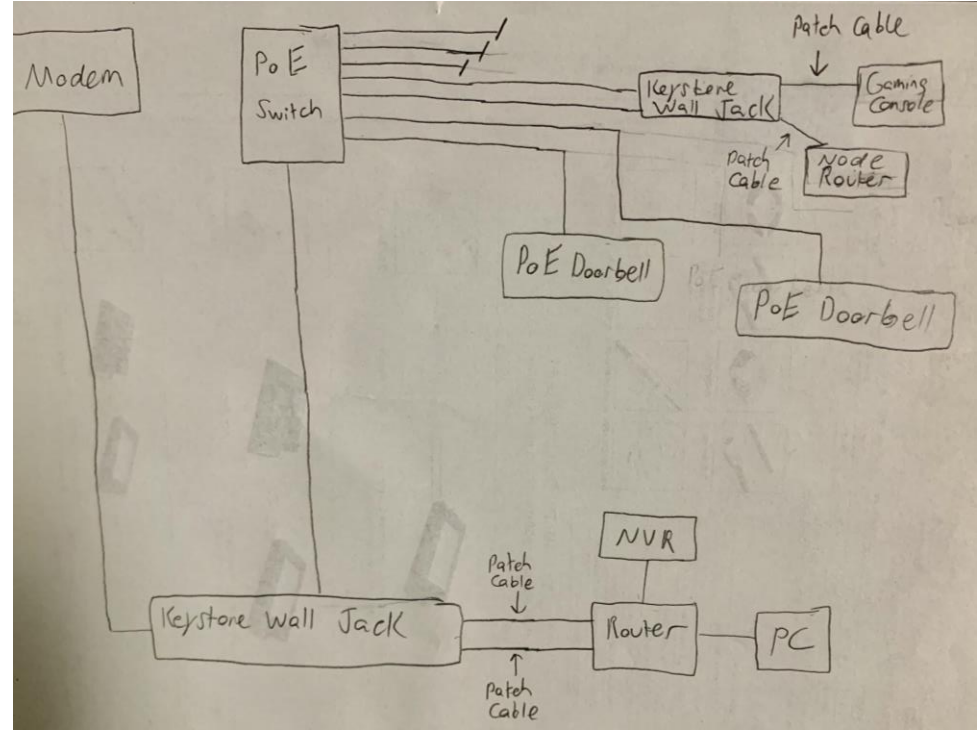 Modem
PoE
Switch
Patch Cable
Keystone
Wall Jack
Gaming
Console
Patch
Cable
Node
Router
PoE Doorbell
PoE Doorbell
NVR
Patch
Cable
Keystone Wall Jack
Router
PC
Patch
Cable